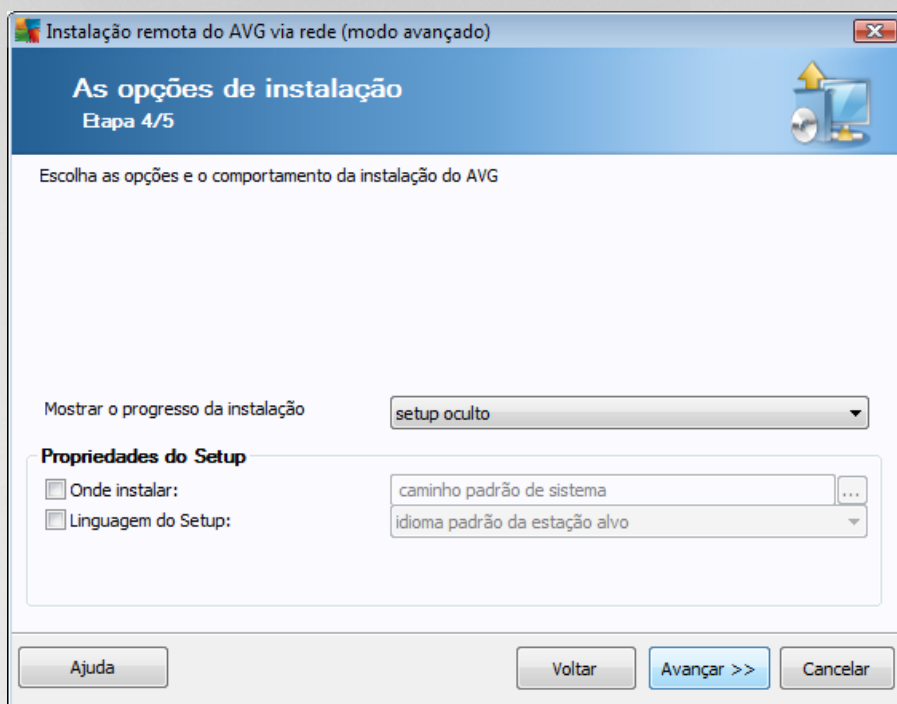 Instalação remota do AVG via rede (modo avançado)
As opções de instalação
Etapa 4/5
Escolha as opções e o comportamento da instalação do AVG
Mostrar o progresso da instalação setup oculto
Propriedades do Setup
Onde instalar: caminho padrão de sistema ...
Linguagem do Setup: idioma padrão da estação alvo
Ajuda Voltar Avançar >> Cancelar